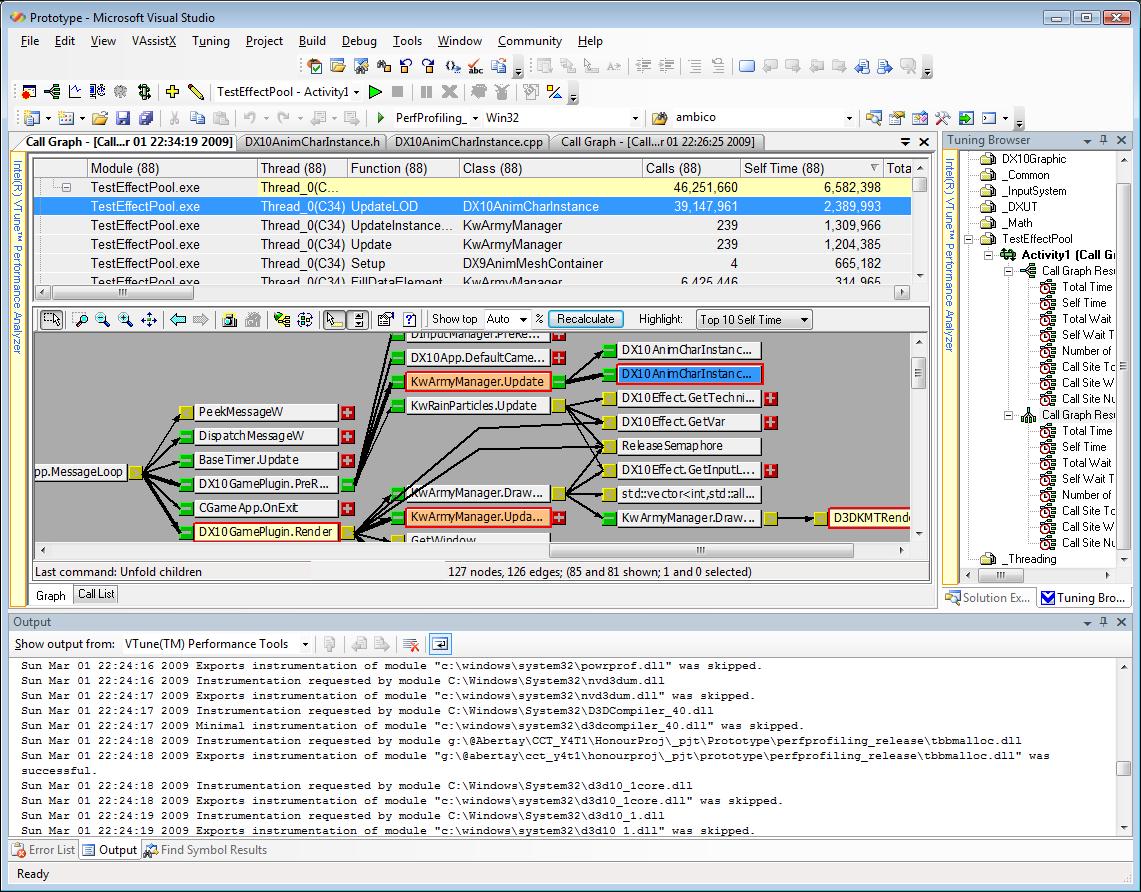 Prototype - Microsoft Visual Studio
File Edit View VAssistX Tuning Project Build Debug Tools Window Community Help
TestEffectPool - Activity1
PerfProfiling_ Win32 ambico
Call Graph - [Call...r 01 22:34:19 2009] DX10AnimCharInstance.h DX10AnimCharInstance.cpp Call Graph - [Call...r 01 22:26:25 2009]
Intel(R) VTune™ Performance Analyzer
Module (88) Thread (88) Function (88) Class (88) Calls (88) Self Time (88) Tota
TestEffectPool.exe Thread_0(C... 46,251,660 6,582,398
TestEffectPool.exe Thread_0(C34) UpdateLOD DX10AnimCharInstance 39,147,961 2,389,993
TestEffectPool.exe Thread_0(C34) UpdateInstance... KwArmyManager 239 1,309,966
TestEffectPool.exe Thread_0(C34) Update KwArmyManager 239 1,204,385
TestEffectPool.exe Thread_0(C34) Setup DX9AnimMeshContainer 4 665,182
TestEffectPool.exe Thread_0(C34) FillDataElement KwArmyManager 6,425,446 314,965
Show top Auto % Recalculate Highlight: Top 10 Self Time
DInputManager.PreRe...
DX10App.DefaultCame...
KwArmyManager.Update
KwRainParticles.Update
DX10AnimCharInstanc...
DX10AnimCharInstanc...
DX10Effect.GetTechni...
DX10Effect.GetVar
ReleaseSemaphore
DX10Effect.GetInputL...
std::vector<int,std::all...
KwArmyManager.Draw...
D3DKMTRende
PeekMessageW
DispatchMessageW
BaseTimer.Update
pp.MessageLoop
DX10GamePlugin.PreR...
CGameApp.OnExit
DX10GamePlugin.Render
KwArmyManager.Draw...
KwArmyManager.Upda...
GetWindow
Last command: Unfold children 127 nodes, 126 edges; (85 and 81 shown; 1 and 0 selected)
Graph Call List
Tuning Browser
Intel(R) VTune™ Performance Analyzer
DX10Graphic
_Common
_InputSystem
_DXUT
_Math
TestEffectPool
Activity1 (Call Gr
Call Graph Resu
Total Time
Self Time
Total Wait
Self Wait T
Number of
Call Site To
Call Site W
Call Site Nu
Call Graph Resu
Total Time
Self Time
Total Wait
Self Wait T
Number of
Call Site To
Call Site W
Call Site Nu
_Threading
Solution Ex... Tuning Bro...
Output
Show output from: VTune(TM) Performance Tools
Sun Mar 01 22:24:16 2009 Exports instrumentation of module "c:\windows\system32\powrprof.dll" was skipped.
Sun Mar 01 22:24:16 2009 Instrumentation requested by module C:\Windows\System32\nvd3dum.dll
Sun Mar 01 22:24:17 2009 Exports instrumentation of module "c:\windows\system32\nvd3dum.dll" was skipped.
Sun Mar 01 22:24:17 2009 Instrumentation requested by module C:\Windows\System32\D3DCompiler_40.dll
Sun Mar 01 22:24:17 2009 Minimal instrumentation of module "c:\windows\system32\d3dcompiler_40.dll" was skipped.
Sun Mar 01 22:24:18 2009 Instrumentation requested by module g:\@Abertay\CCT_Y4T1\HonourProj\_pjt\Prototype\perfprofiling_release\tbbmalloc.dll
Sun Mar 01 22:24:18 2009 Exports instrumentation of module "g:\@abertay\cct_y4t1\honourproj\_pjt\prototype\perfprofiling_release\tbbmalloc.dll" was
successful.
Sun Mar 01 22:24:18 2009 Instrumentation requested by module C:\Windows\System32\d3d10_1core.dll
Sun Mar 01 22:24:18 2009 Exports instrumentation of module "c:\windows\system32\d3d10_1core.dll" was skipped.
Sun Mar 01 22:24:19 2009 Instrumentation requested by module C:\Windows\System32\d3d10_1.dll
Sun Mar 01 22:24:19 2009 Exports instrumentation of module "c:\windows\system32\d3d10_1.dll" was skipped.
Error List Output Find Symbol Results
Ready